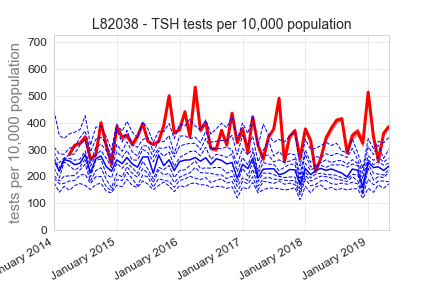 L82038 - TSH tests per 10,000 population
tests per 10,000 population
700
600
500
400
300
200
100
0
January 2015
January 2016
January 2017
January 2018
January 2019
2014